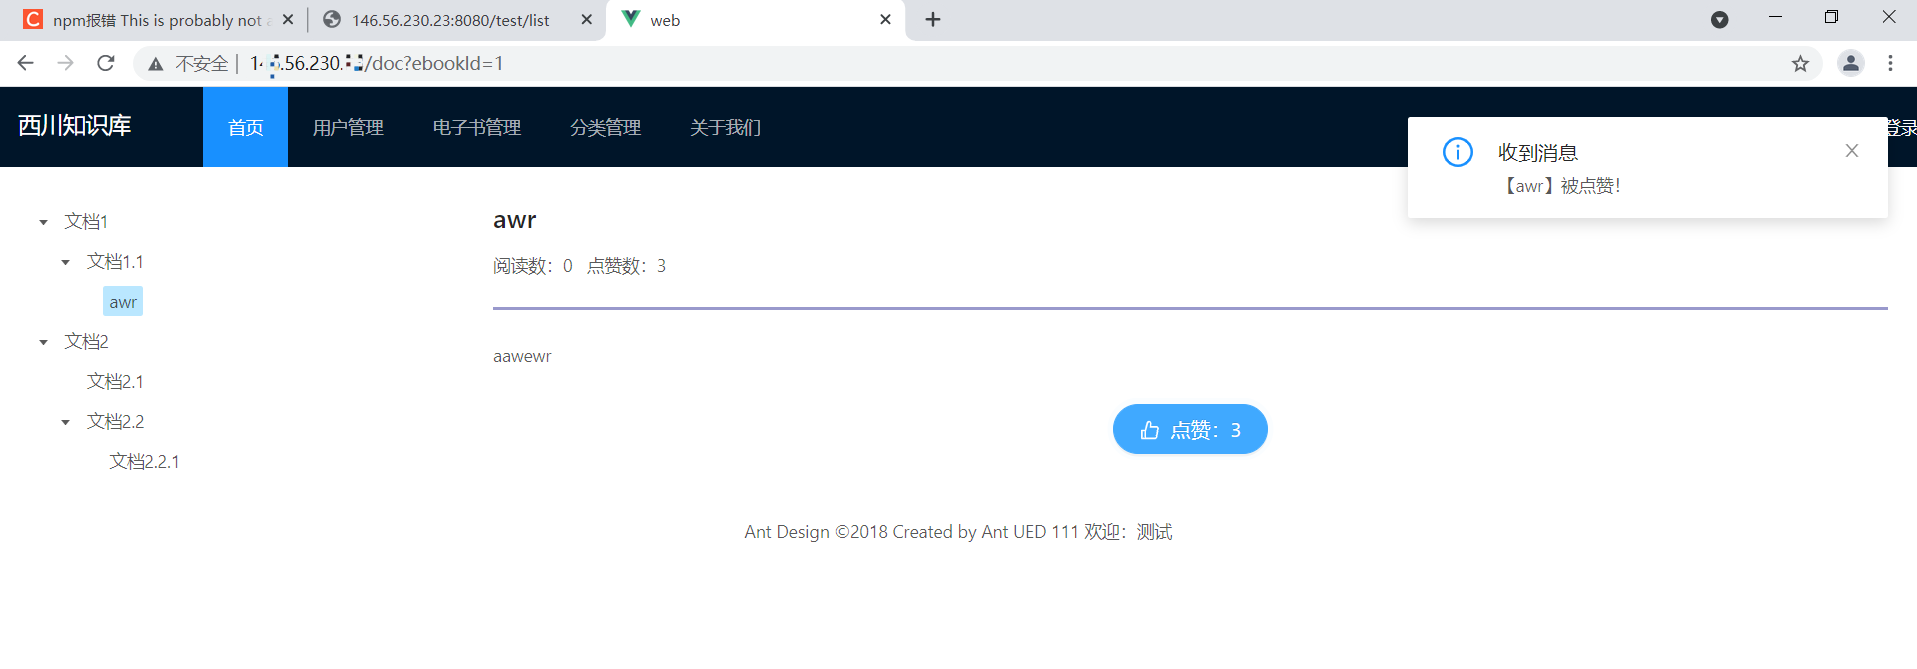 npm报错 This is probably not a
146.56.230.23:8080/test/list
web
不安全 | .56.230. /doc?ebookId=1
西川知识库
首页
用户管理
电子书管理
分类管理
关于我们
登录
收到消息
【awr】被点赞！
文档1
文档1.1
awr
文档2
文档2.1
文档2.2
文档2.2.1
awr
阅读数：0 点赞数：3
aawewr
点赞：3
Ant Design ©2018 Created by Ant UED 111 欢迎：测试